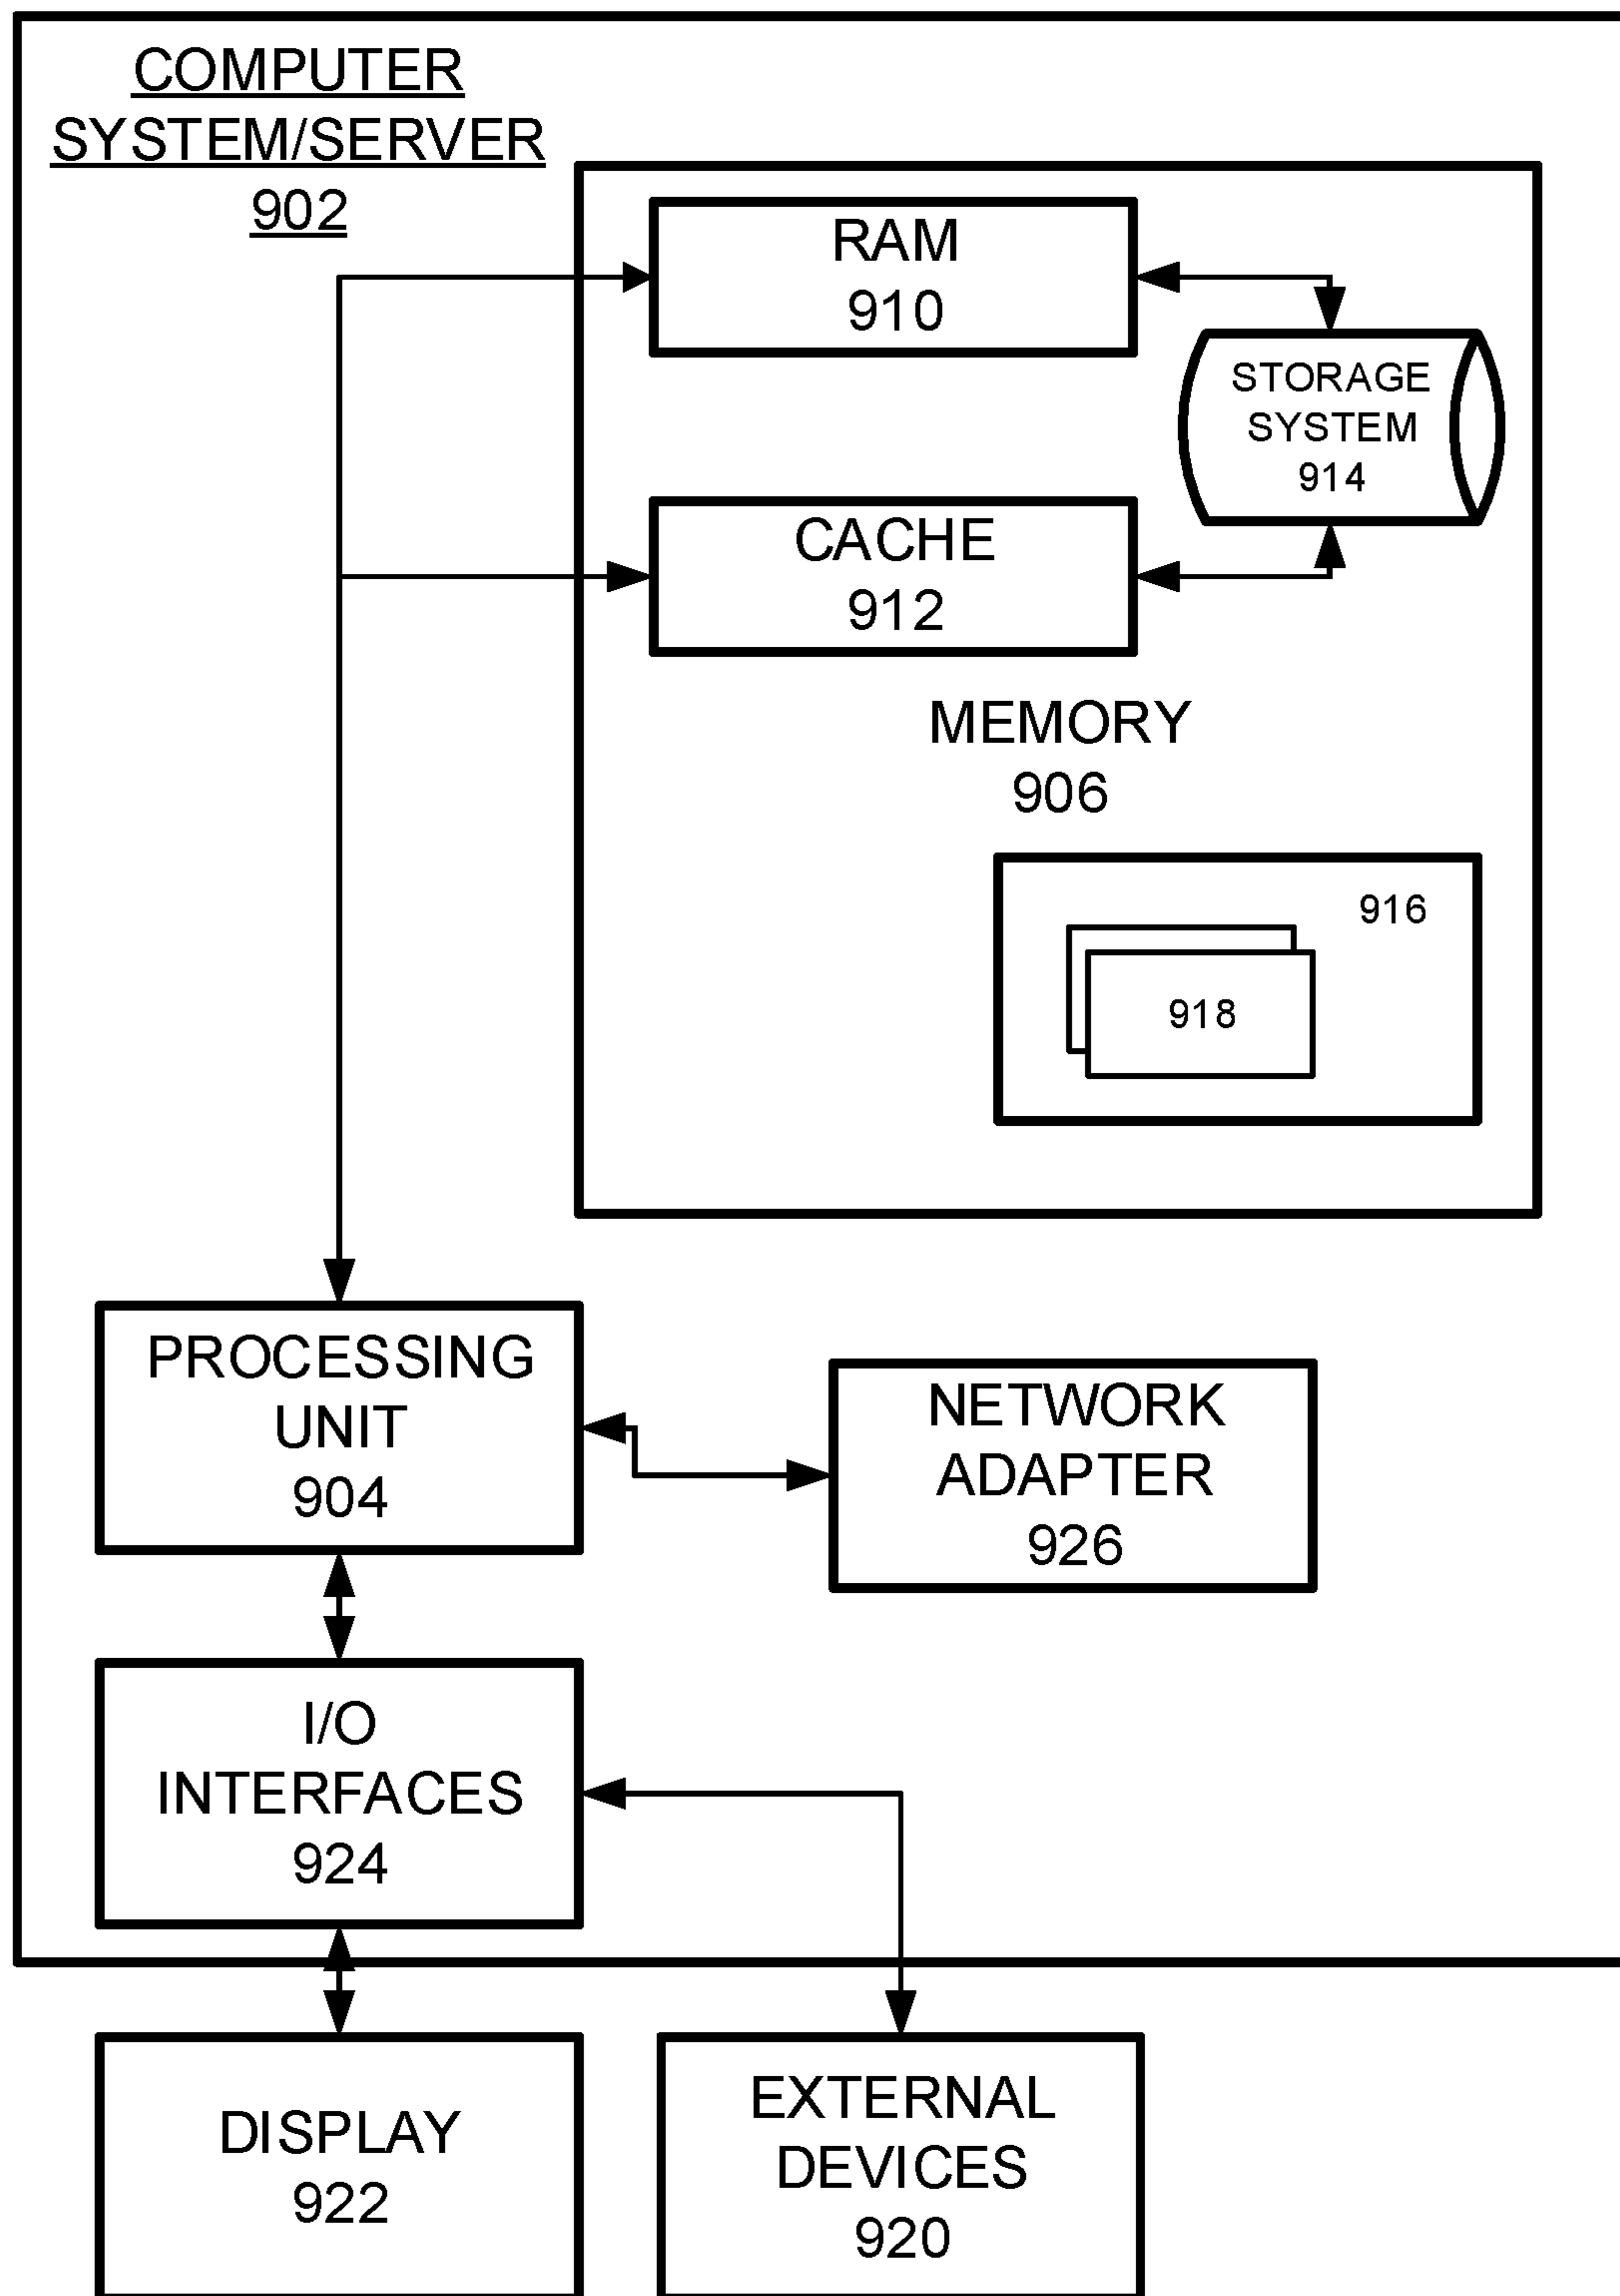 COMPUTER
SYSTEM/SERVER
902
RAM
910
STORAGE
SYSTEM
914
CACHE
912
MEMORY
906
916
918
PROCESSING
UNIT
904
NETWORK
ADAPTER
926
I/O
INTERFACES
924
DISPLAY
922
EXTERNAL
DEVICES
920